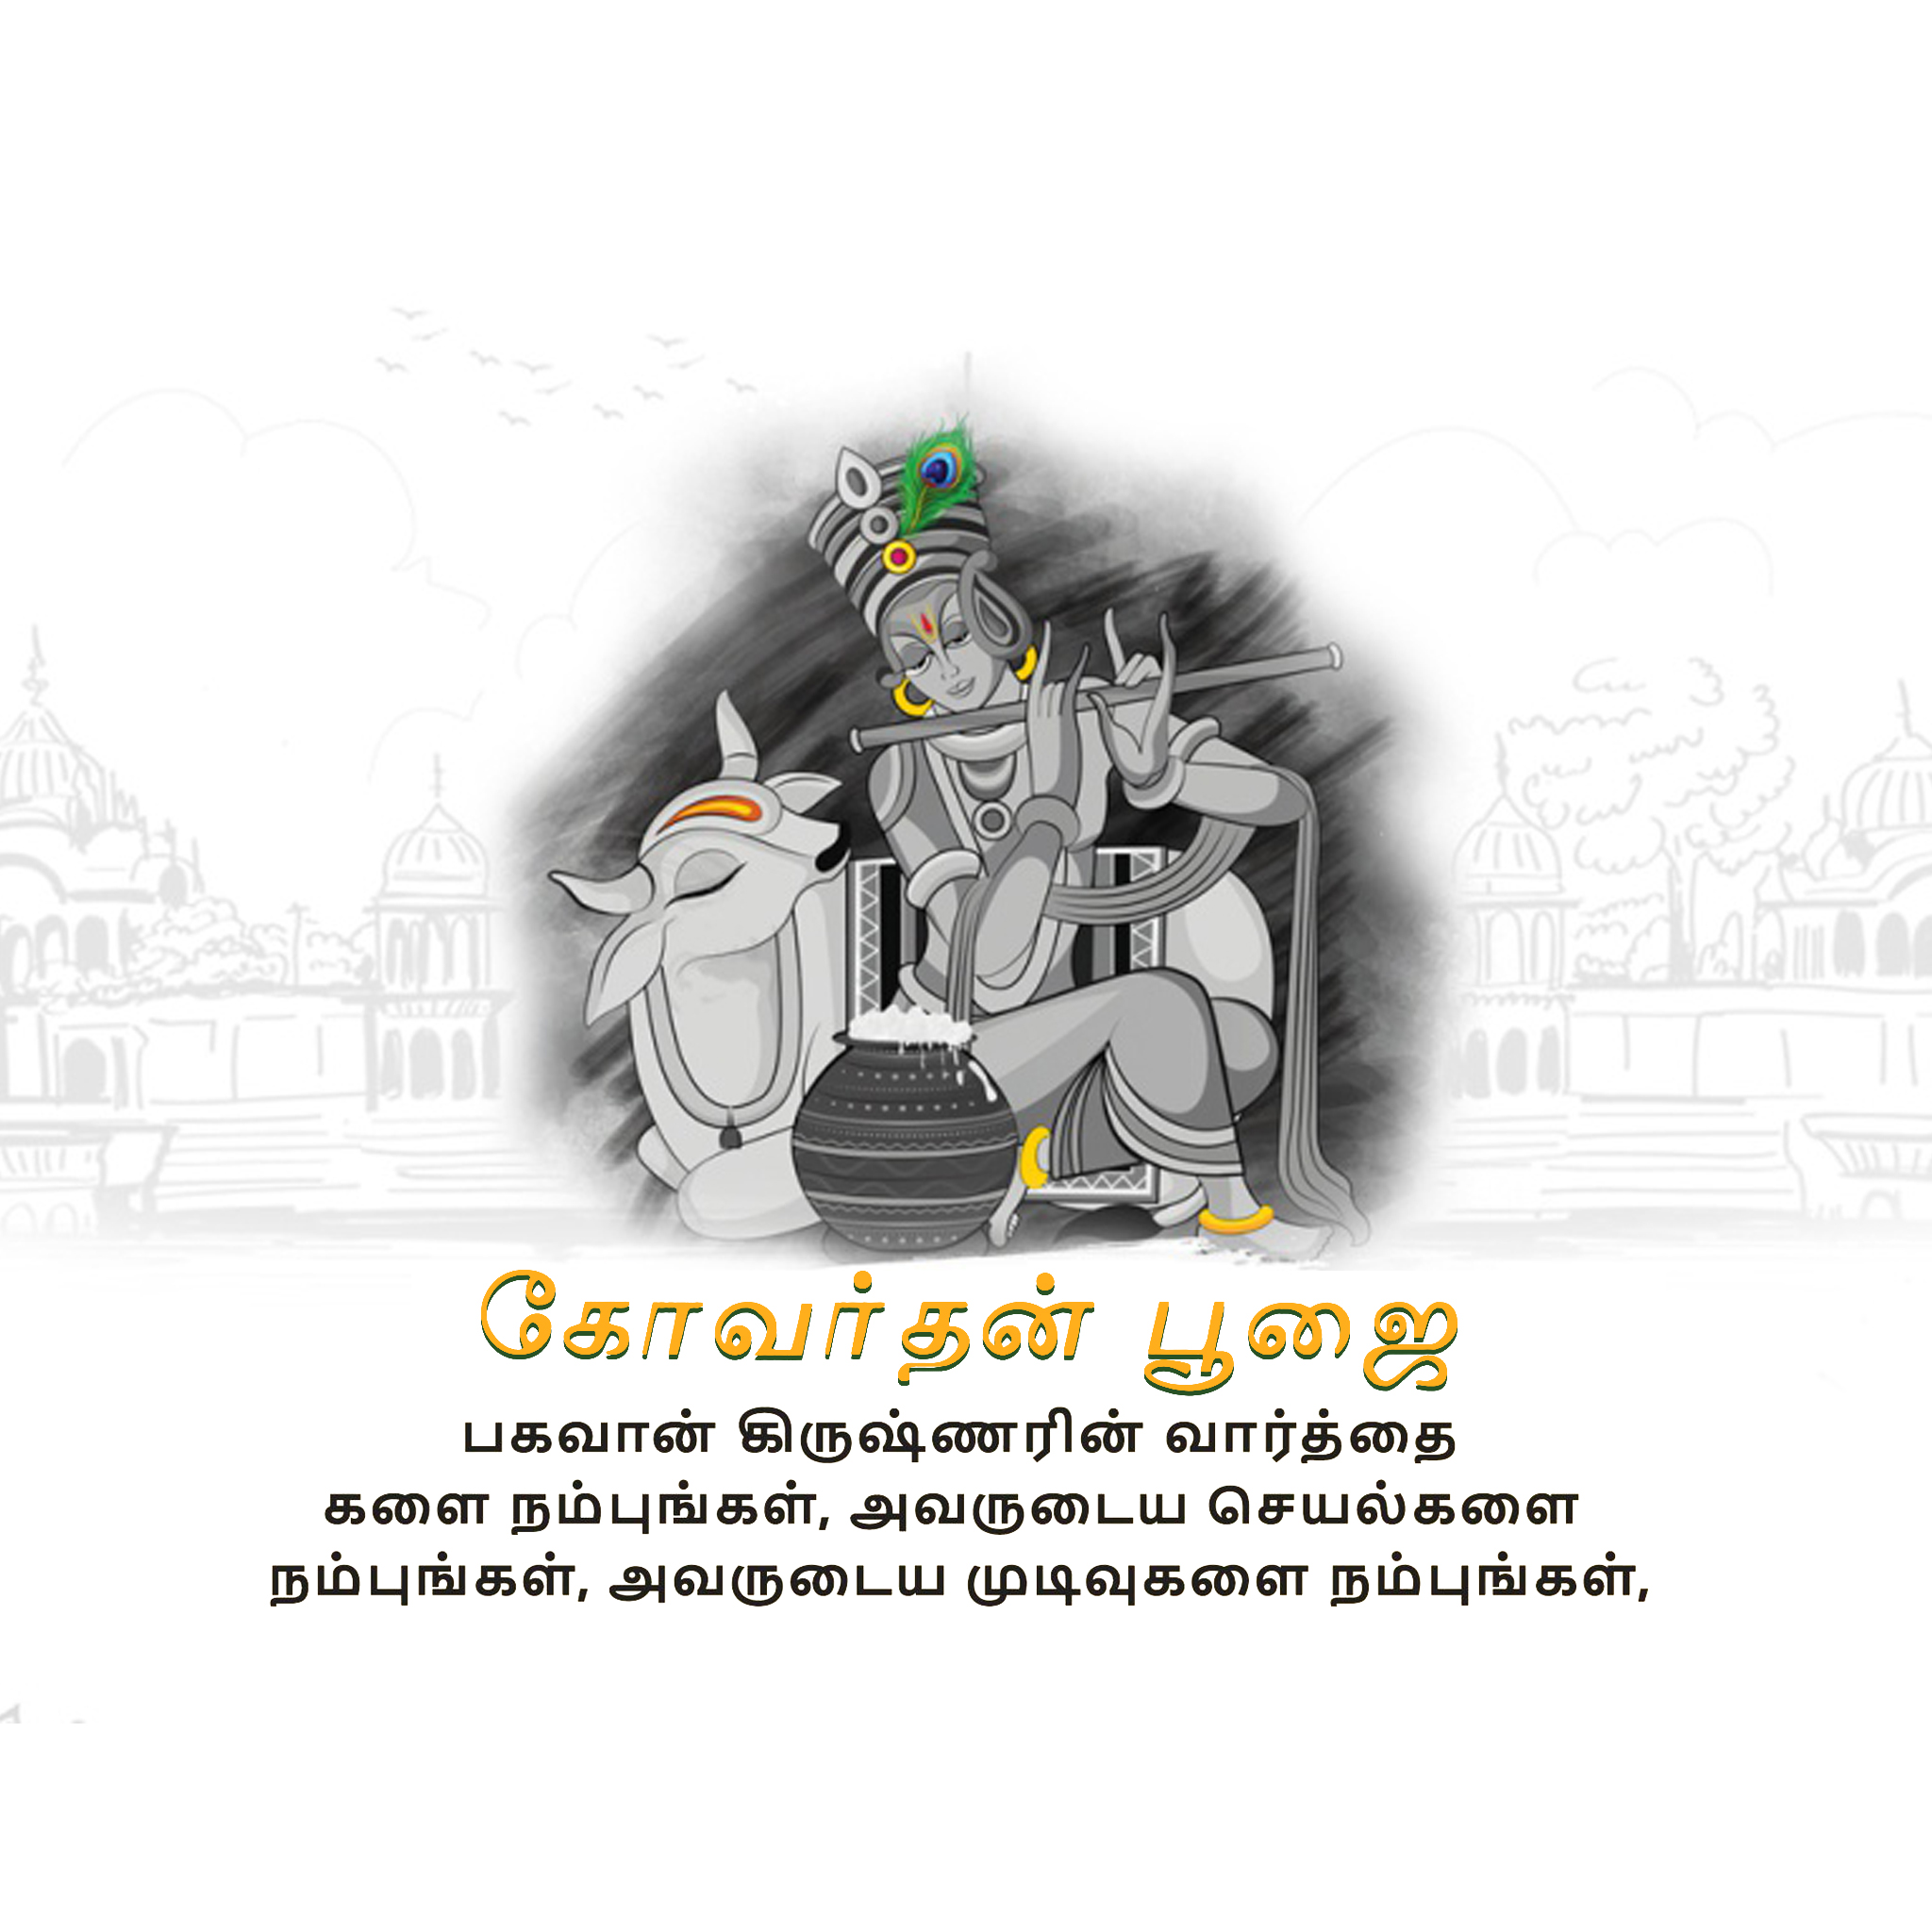 கோவர்தன் பூஜை
பகவான் கிருஷ்ணரின் வார்த்தை
களை நம்புங்கள், அவருடைய செயல்களை
நம்புங்கள், அவருடைய முடிவுகளை நம்புங்கள்,